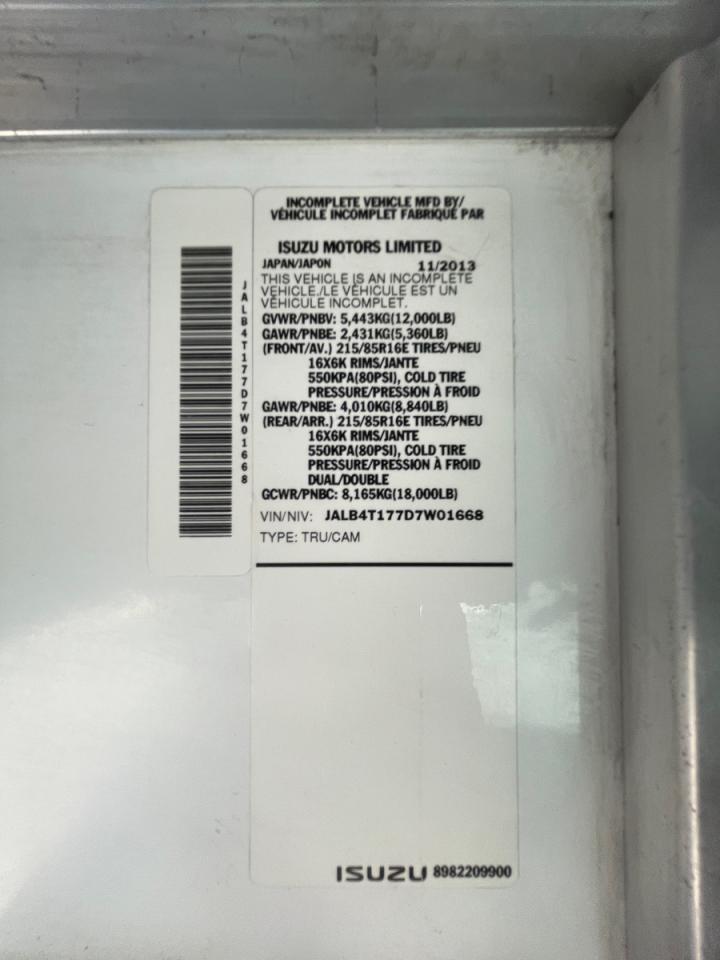 JALB4T177D7W01668
INCOMPLETE VEHICLE MFD BY/
VÉHICULE INCOMPLET FABRIQUÉ PAR
ISUZU MOTORS LIMITED
JAPAN/JAPON 11/2013
THIS VEHICLE IS AN INCOMPLETE
VEHICLE./LE VÉHICULE EST UN
VÉHICULE INCOMPLET.
GVWR/PNBV: 5,443KG(12,000LB)
GAWR/PNBE: 2,431KG(5,360LB)
(FRONT/AV.) 215/85R16E TIRES/PNEU
16X6K RIMS/JANTE
550KPA(80PSI), COLD TIRE
PRESSURE/PRESSION À FROID
GAWR/PNBE: 4,010KG(8,840LB)
(REAR/ARR.) 215/85R16E TIRES/PNEU
16X6K RIMS/JANTE
550KPA(80PSI), COLD TIRE
PRESSURE/PRESSION À FROID
DUAL/DOUBLE
GCWR/PNBC: 8,165KG(18,000LB)
VIN/NIV: JALB4T177D7W01668
TYPE: TRU/CAM
ISUZU 8982209900